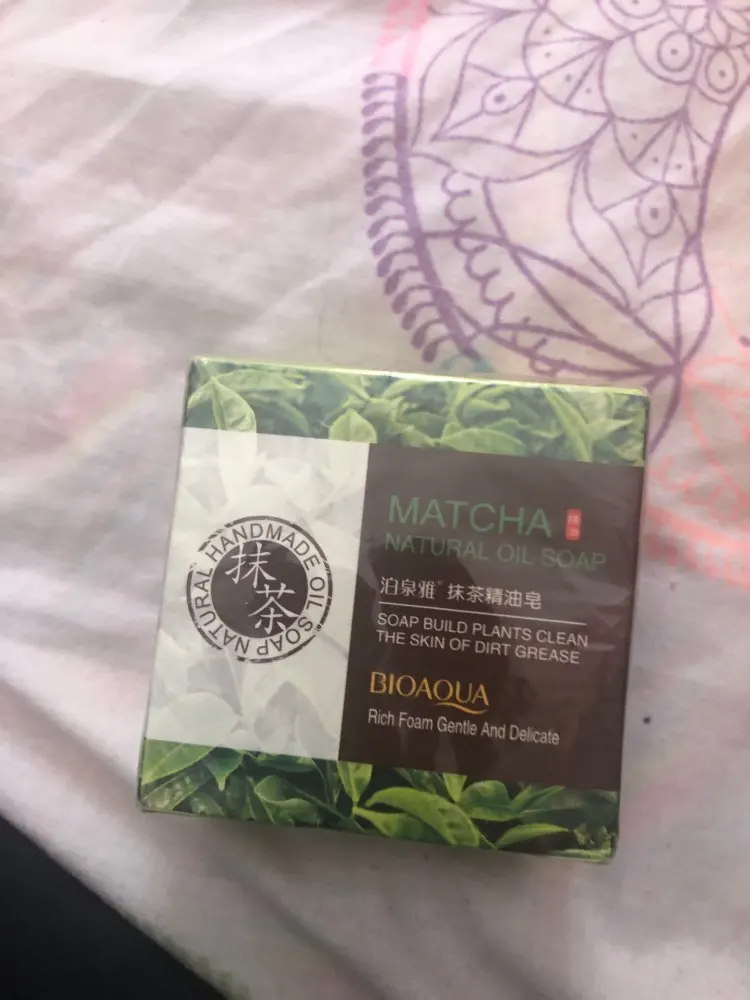 NATURAL HANDMADE OIL SOAP
抹茶
MATCHA
NATURAL OIL SOAP
泊泉雅® 抹茶精油皂
SOAP BUILD PLANTS CLEAN
THE SKIN OF DIRT GREASE
BIOAQUA
Rich Foam Gentle And Delicate